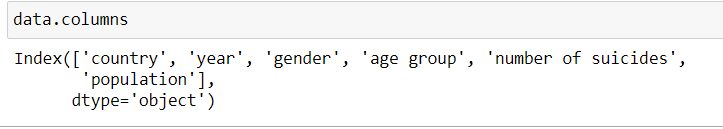 data.columns
Index(['country', 'year', 'gender', 'age group', 'number of suicides',
       'population'],
      dtype='object')